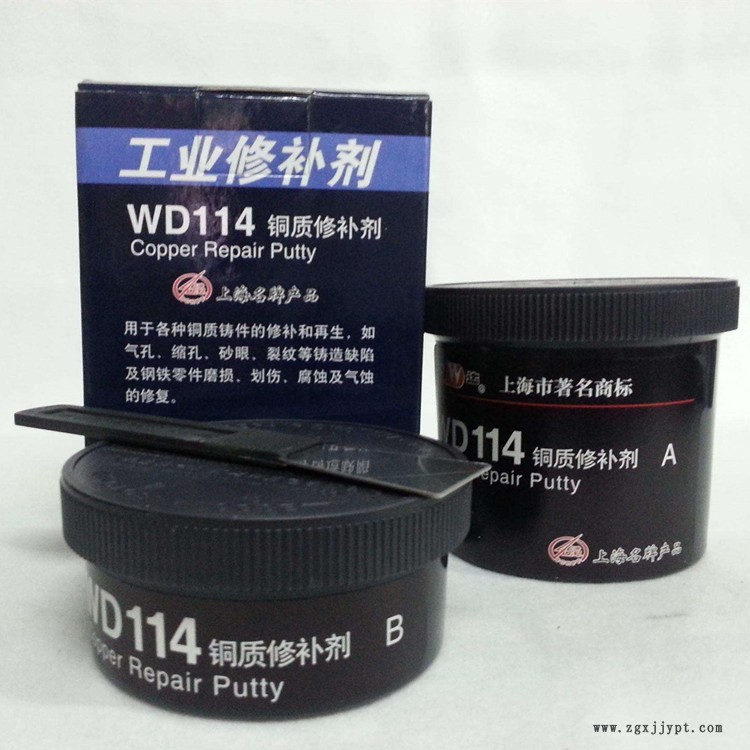 工业修补剂
WD114 铜质修补剂
Copper Repair Putty
上海名牌产品
用于各种铜质铸件的修补和再生，如
气孔、缩孔、砂眼、裂纹等铸造缺陷
及钢铁零件磨损、划伤、腐蚀及气蚀
的修复。
上海市著名商标
WD114 铜质修补剂 A
Repair Putty
上海名牌产品
WD114 铜质修补剂 B
Copper Repair Putty
www.zgxjjypt.com